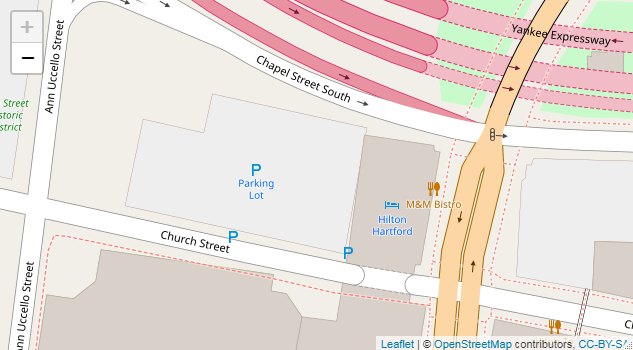 +
−
Ann Uccello Street
Street
storic
strict
Yankee Expressway
Chapel Street South
P
Parking
Lot
M&M Bistro
Hilton
Hartford
P
Church Street
P
nn Uccello Street
Leaflet | © OpenStreetMap contributors, CC-BY-SA